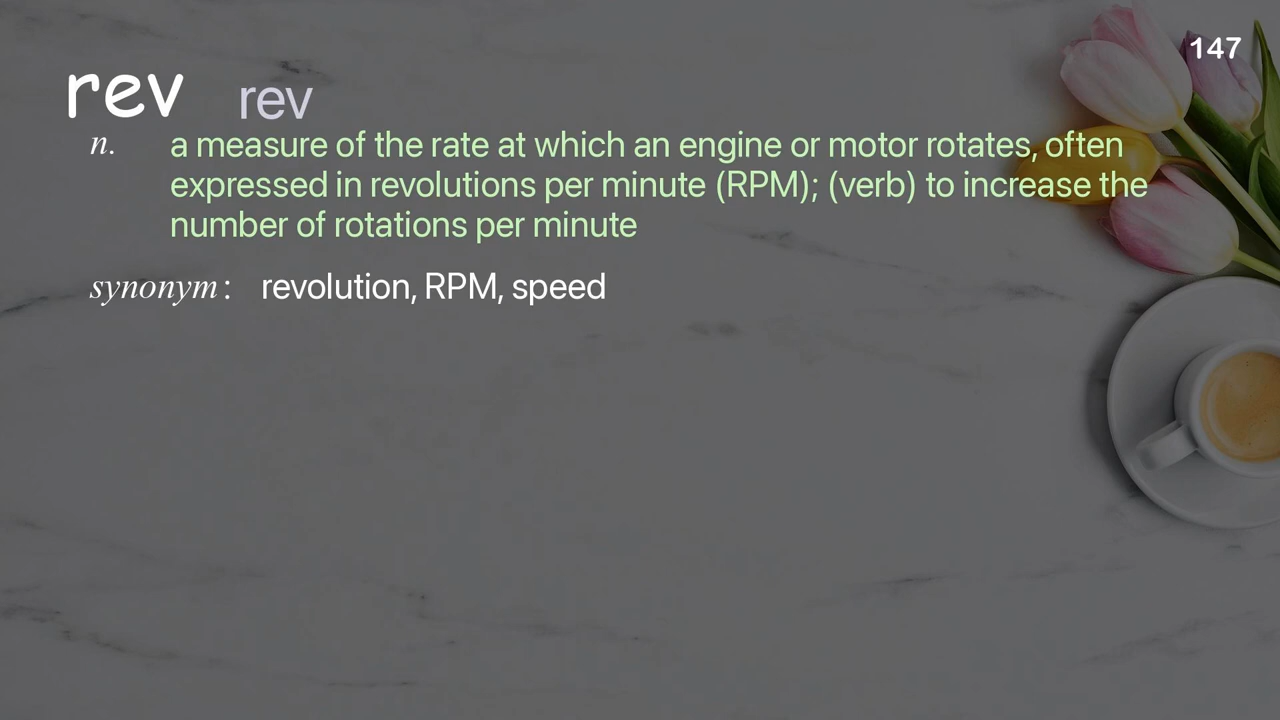 147
rev rev
n. a measure of the rate at which an engine or motor rotates, often
expressed in revolutions per minute (RPM); (verb) to increase the
number of rotations per minute
synonym: revolution, RPM, speed